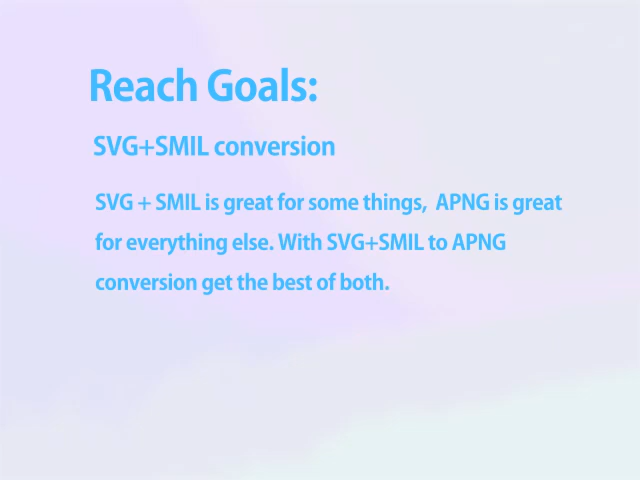 Reach Goals:
SVG+SMIL conversion
SVG + SMIL is great for some things,  APNG is great
for everything else. With SVG+SMIL to APNG
conversion get the best of both.